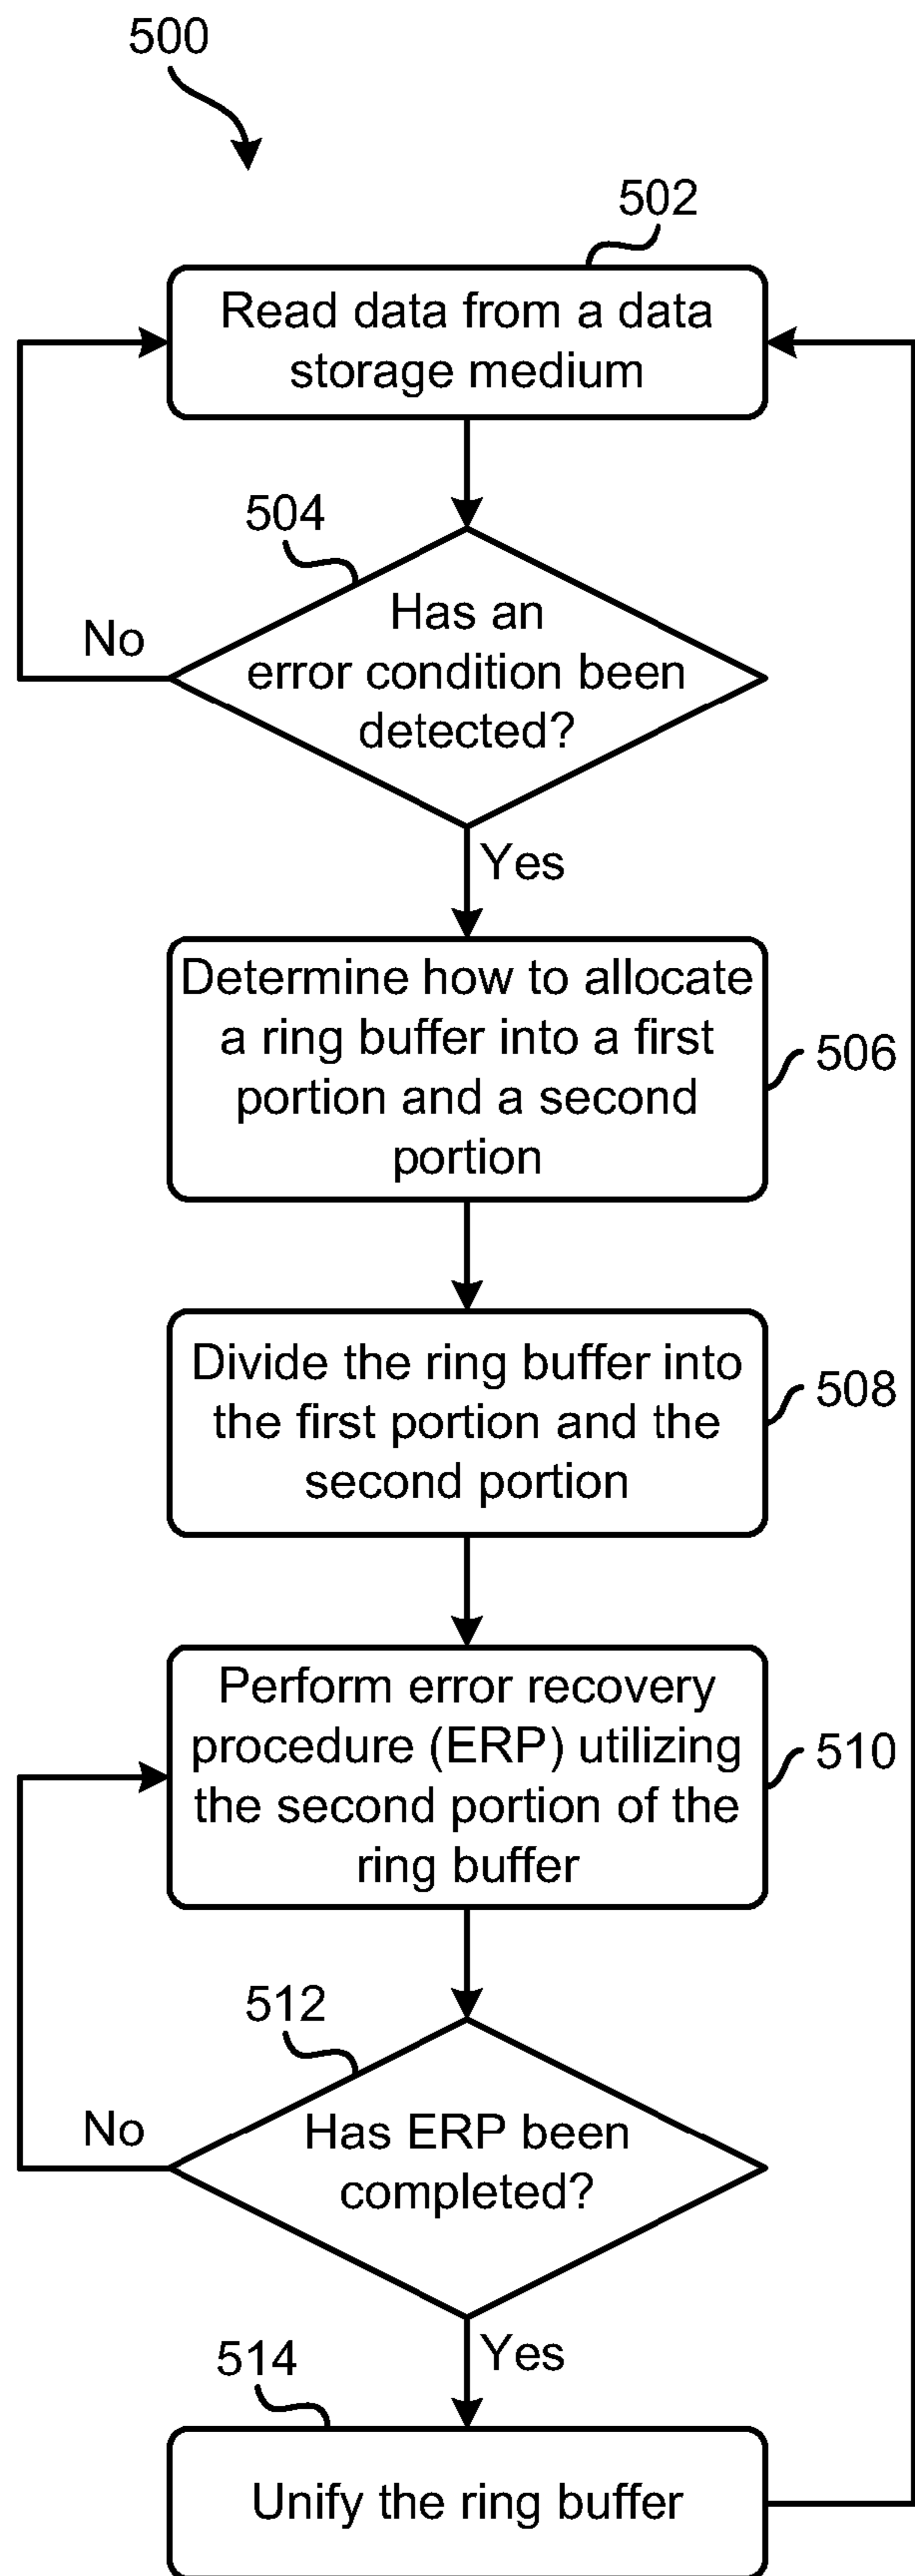 500
502
Read data from a data
storage medium
504
Has an
error condition been
detected?
No
Yes
Determine how to allocate
a ring buffer into a first
portion and a second
portion
506
Divide the ring buffer into
the first portion and the
second portion
508
Perform error recovery
procedure (ERP) utilizing
the second portion of the
ring buffer
510
512
Has ERP been
completed?
No
Yes
514
Unify the ring buffer